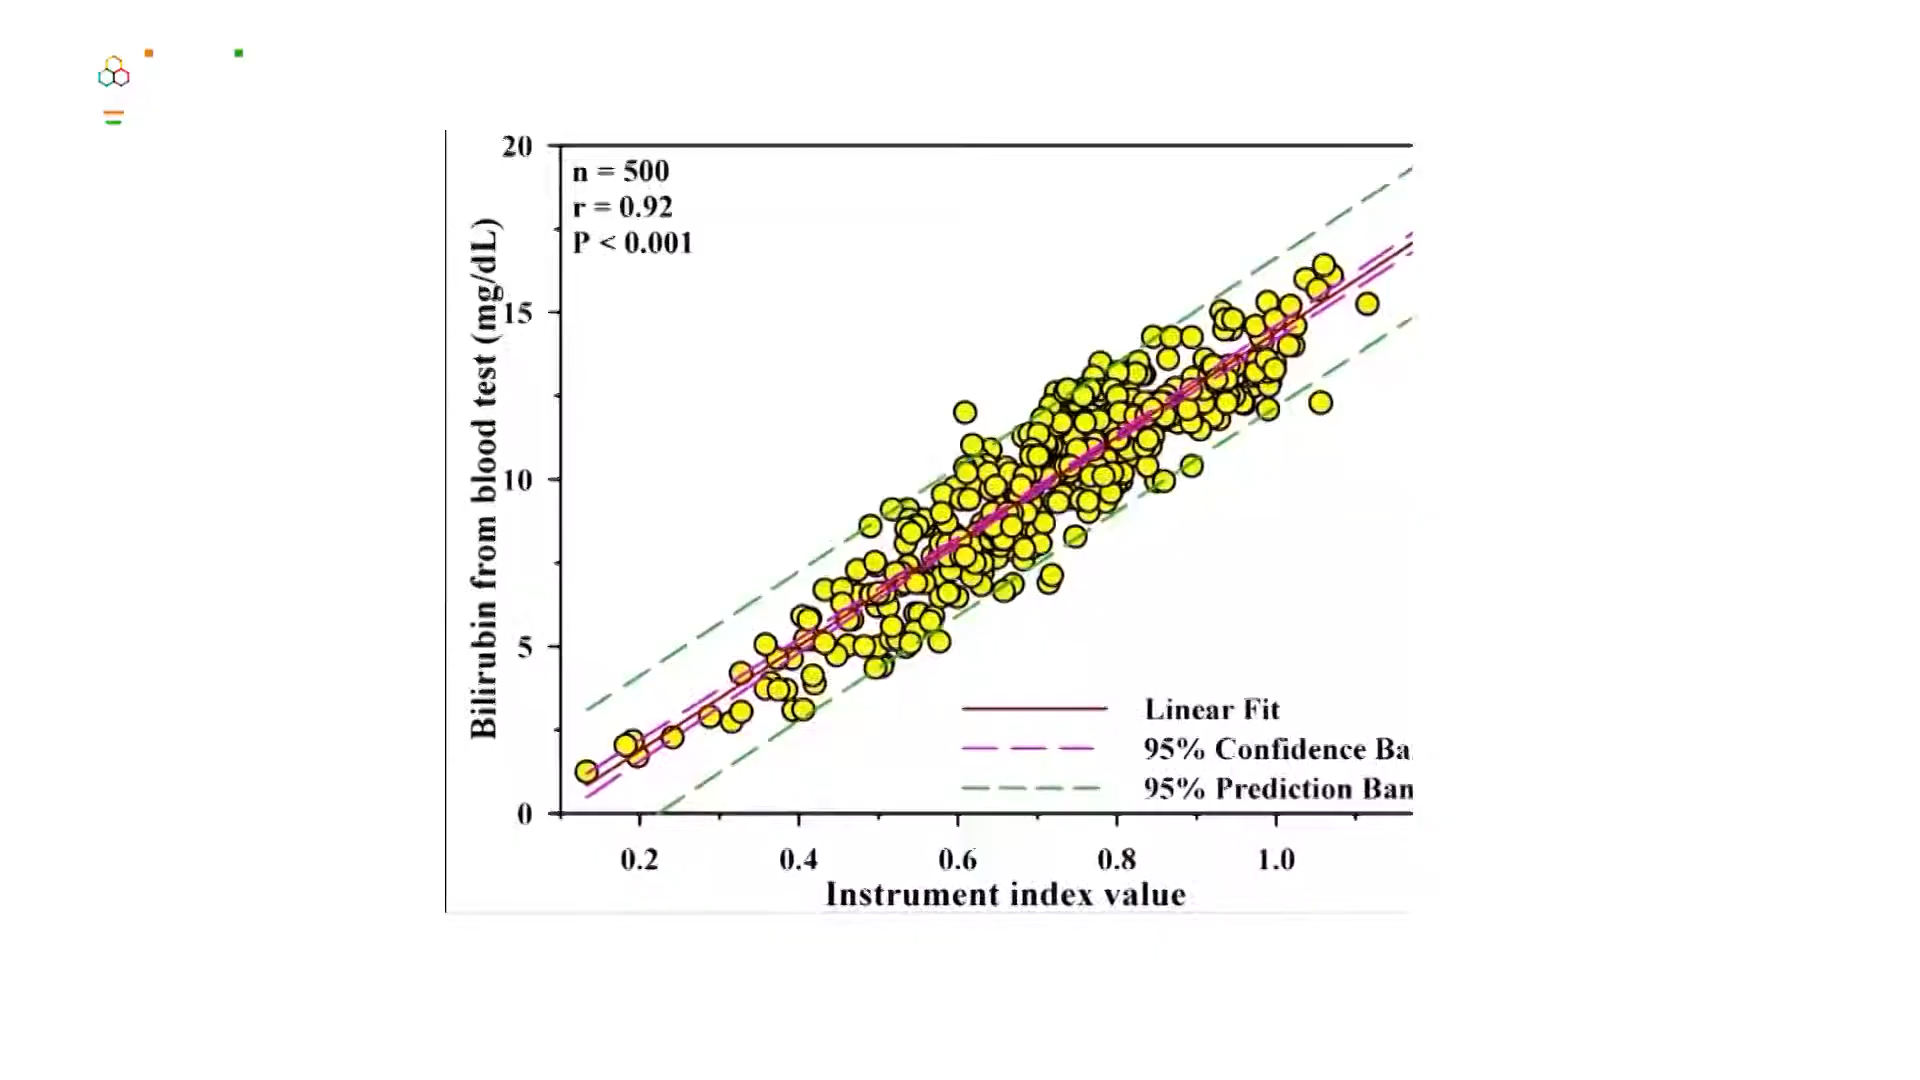 20
n = 500
r = 0.92
P < 0.001
Bilirubin from blood test (mg/dL)
15
10
5
0
Linear Fit
95% Confidence Ba
95% Prediction Ban
0.2 0.4 0.6 0.8 1.0
Instrument index value